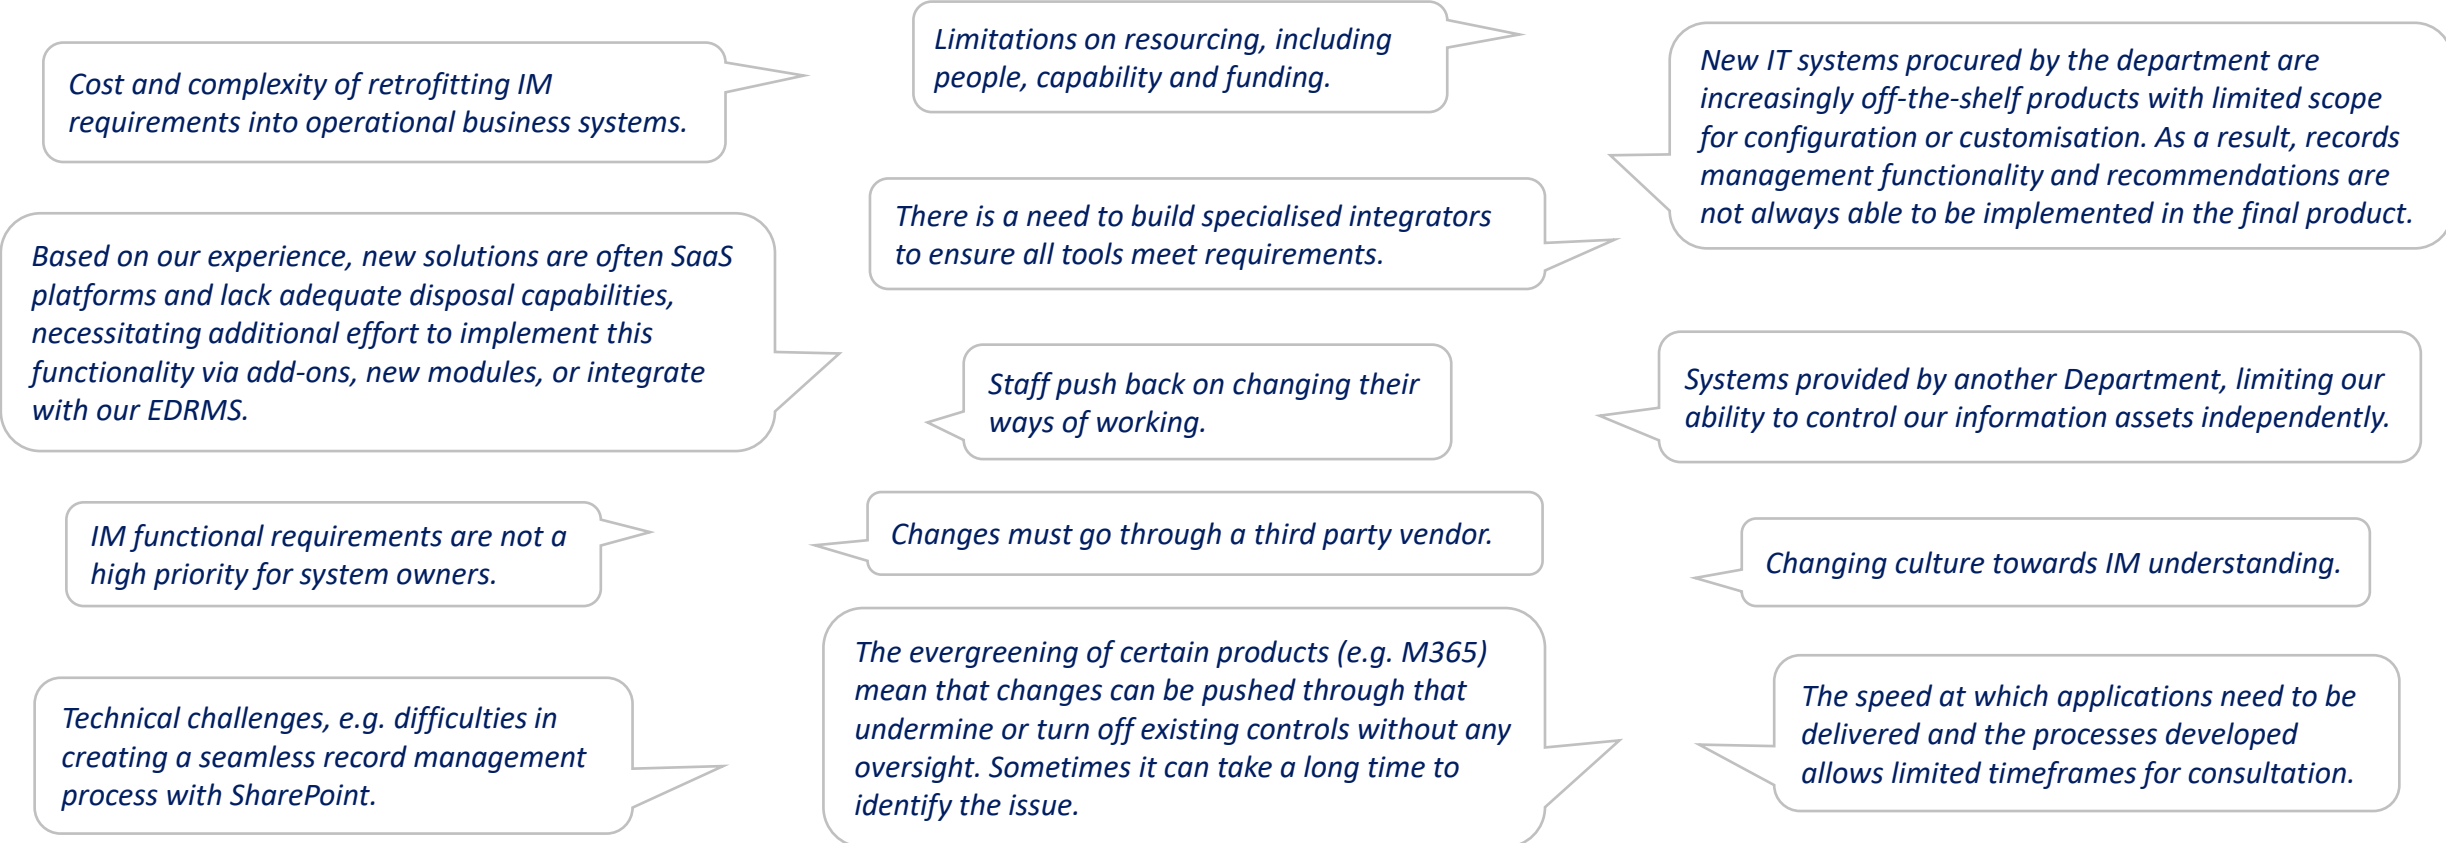 Cost and complexity of retrofitting IM
requirements into operational business systems.
Limitations on resourcing, including
people, capability and funding.
New IT systems procured by the department are
increasingly off-the-shelf products with limited scope
for configuration or customisation. As a result, records
management functionality and recommendations are
not always able to be implemented in the final product.
Based on our experience, new solutions are often SaaS
platforms and lack adequate disposal capabilities,
necessitating additional effort to implement this
functionality via add-ons, new modules, or integrate
with our EDRMS.
There is a need to build specialised integrators
to ensure all tools meet requirements.
Staff push back on changing their
ways of working.
Systems provided by another Department, limiting our
ability to control our information assets independently.
IM functional requirements are not a
high priority for system owners.
Changes must go through a third party vendor.
Changing culture towards IM understanding.
Technical challenges, e.g. difficulties in
creating a seamless record management
process with SharePoint.
The evergreening of certain products (e.g. M365)
mean that changes can be pushed through that
undermine or turn off existing controls without any
oversight. Sometimes it can take a long time to
identify the issue.
The speed at which applications need to be
delivered and the processes developed
allows limited timeframes for consultation.